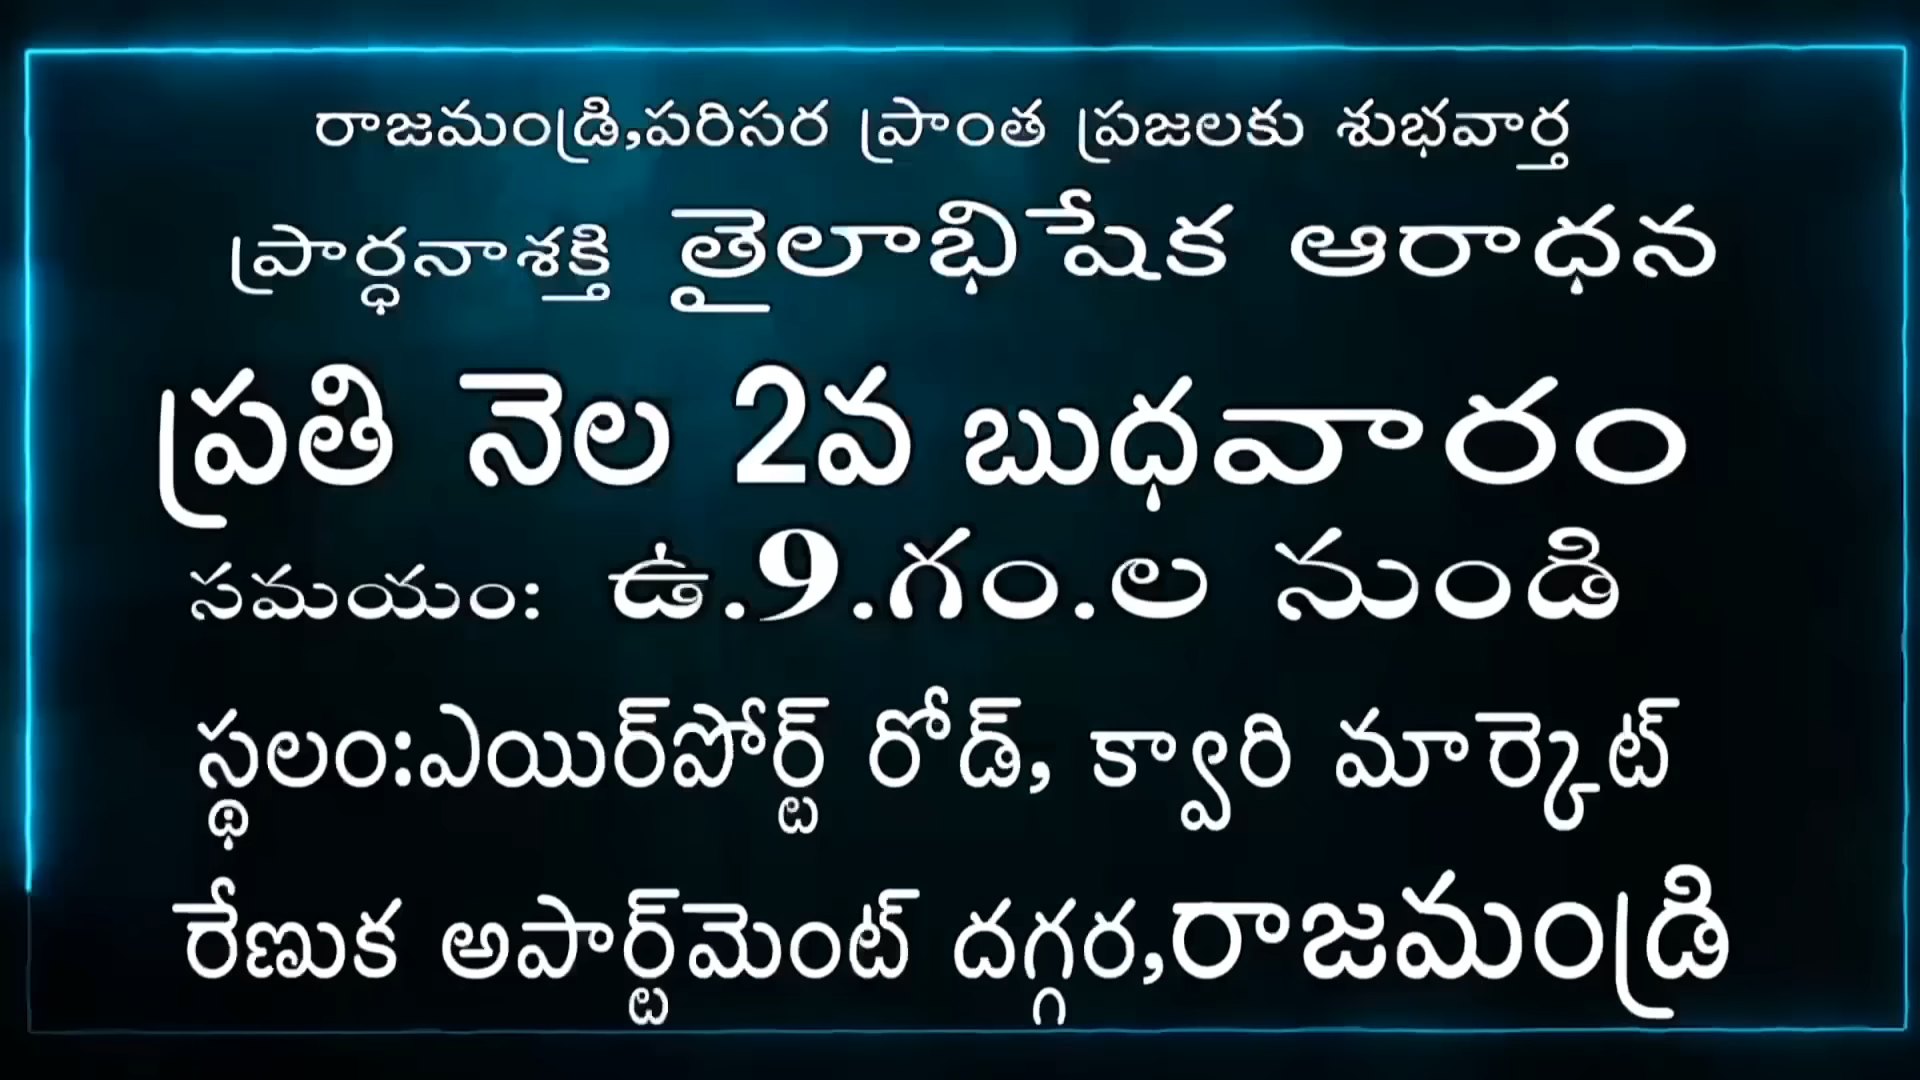 రాజమండ్రి,పరిసర ప్రాంత ప్రజలకు శుభవార్త
ప్రార్ధనాశక్తి తైలాభిషేక ఆరాధన
ప్రతి నెల 2వ బుధవారం
సమయం: ఉ.9.గం.ల నుండి
స్థలం:ఎయిర్‌పోర్ట్ రోడ్, క్వారి మార్కెట్
రేణుక అపార్ట్‌మెంట్ దగ్గర,రాజమండ్రి